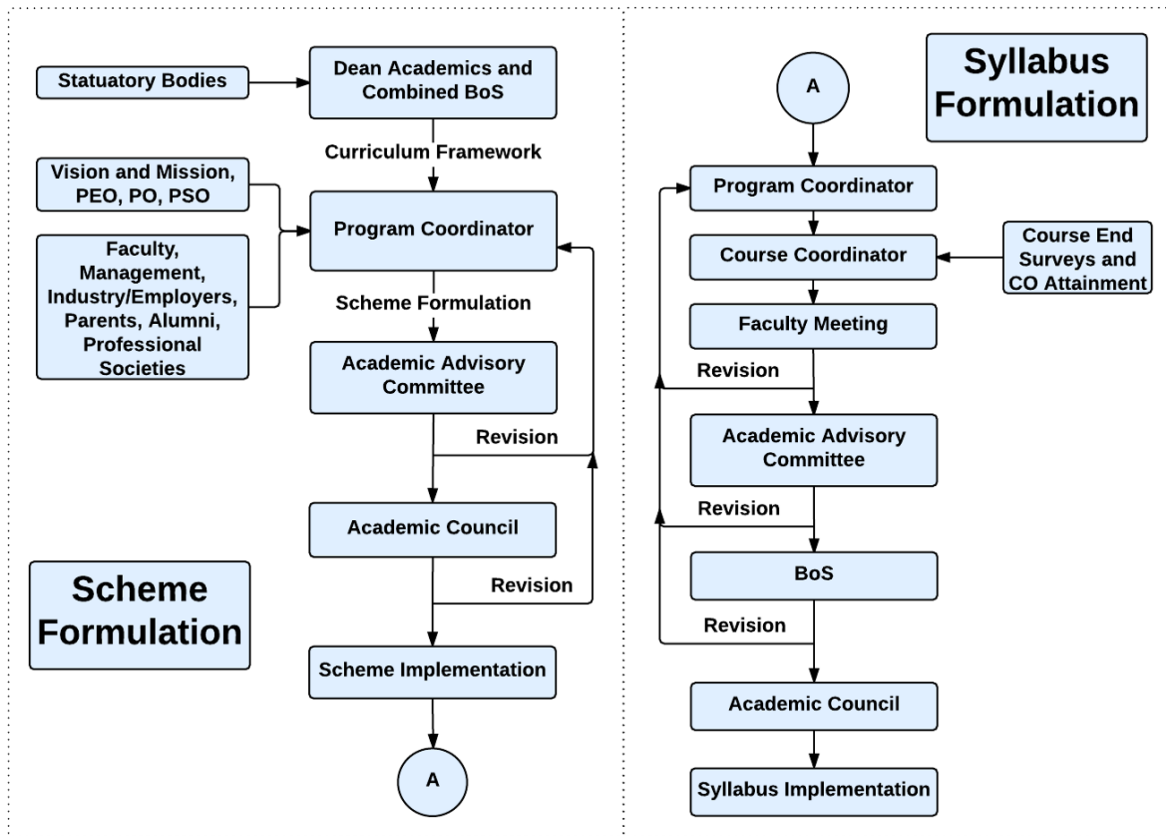 Statuatory Bodies
Dean Academics and
Combined BoS
Curriculum Framework
Vision and Mission,
PEO, PO, PSO
Program Coordinator
Faculty,
Management,
Industry/Employers,
Parents, Alumni,
Professional
Societies
Scheme Formulation
Academic Advisory
Committee
Revision
Academic Council
Revision
Scheme
Formulation
Scheme Implementation
A
Syllabus
Formulation
A
Program Coordinator
Course Coordinator
Course End
Surveys and
CO Attainment
Faculty Meeting
Revision
Academic Advisory
Committee
Revision
BoS
Revision
Academic Council
Syllabus Implementation